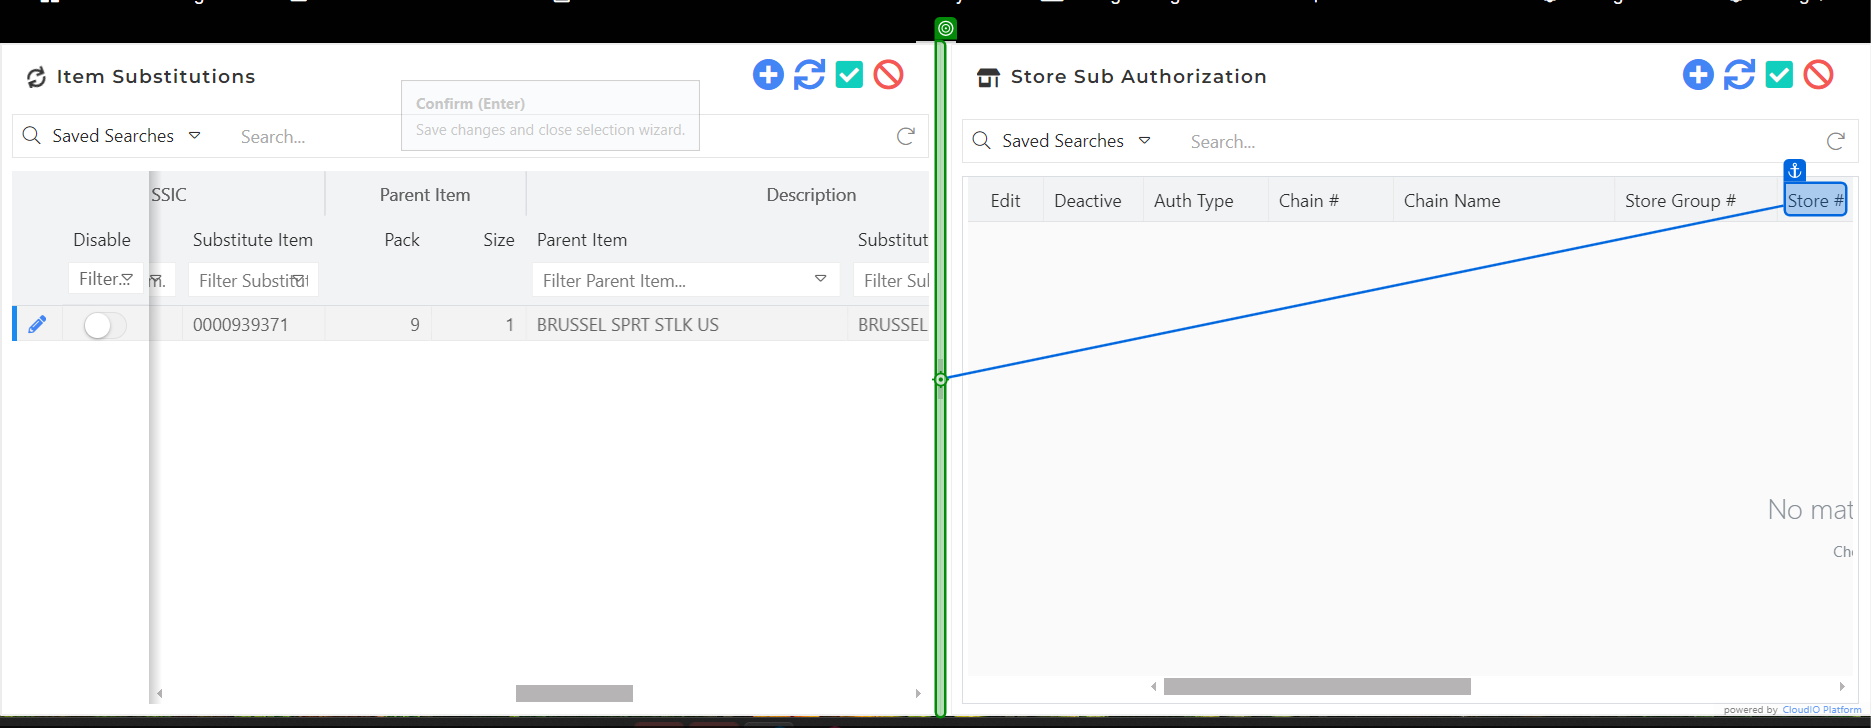 Item Substitutions
Confirm (Enter)
Save changes and close selection wizard.
Saved Searches
Search...
SSIC
Parent Item
Description
Disable
Substitute Item
Pack
Size
Parent Item
Substitut
Filter...
m.
Filter Substitut
Filter Parent Item...
Filter Sul
0000939371
9
1
BRUSSEL SPRT STLK US
BRUSSEL
Store Sub Authorization
Saved Searches
Search...
Edit
Deactive
Auth Type
Chain #
Chain Name
Store Group #
Store #
No mat
Che
powered by CloudIO Platform